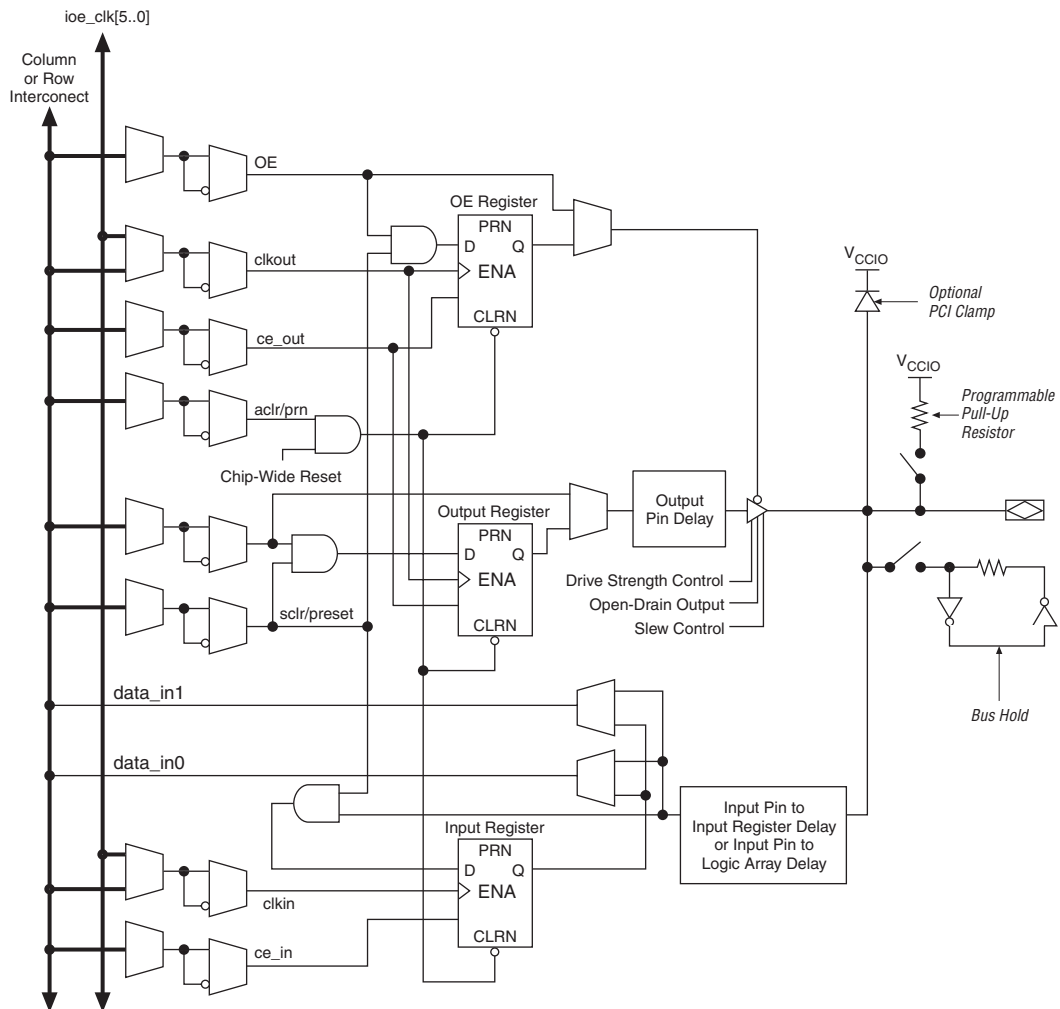 ioe_clk[5..0]
Column
or Row
Interconect
OE
OE Register
PRN
D
Q
ENA
CLRN
clkout
ce_out
aclr/prn
Chip-Wide Reset
VCCIO
Optional
PCI Clamp
VCCIO
Programmable
Pull-Up
Resistor
Output Register
PRN
D
Q
ENA
CLRN
Output
Pin Delay
Drive Strength Control
Open-Drain Output
Slew Control
sclr/preset
Bus Hold
data_in1
data_in0
Input Pin to
Input Register Delay
or Input Pin to
Logic Array Delay
Input Register
PRN
D
Q
ENA
CLRN
clkin
ce_in